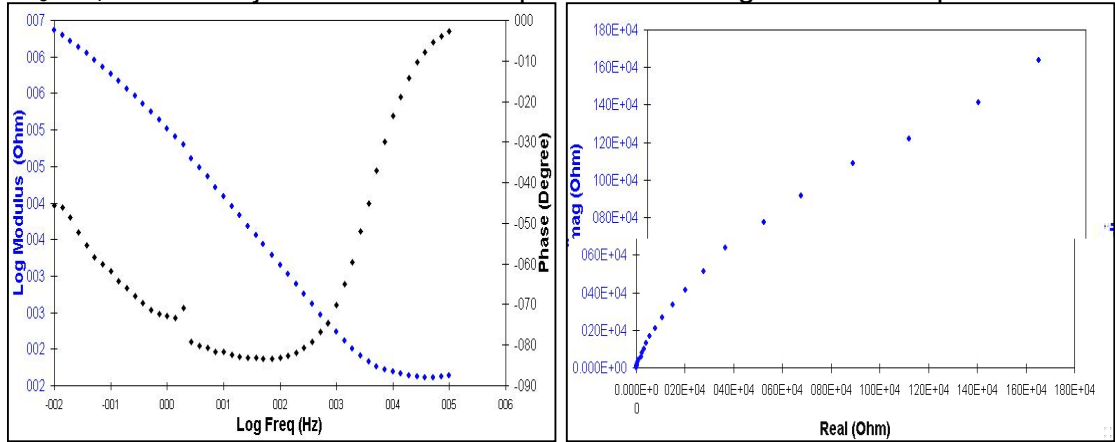 007
006
006
005
005
004
004
003
003
002
002
Log Modulus (Ohm)
000
-010
-020
-030
-040
-050
-060
-070
-080
-090
Phase (Degree)
-002
-001
000
001
002
003
004
005
006
Log Freq (Hz)
180E+04
160E+04
140E+04
120E+04
100E+04
080E+04
060E+04
040E+04
020E+04
0.000E+04
mag (Ohm)
0.000E+0
0
020E+04
040E+04
060E+04
080E+04
100E+04
120E+04
140E+04
160E+04
180E+04
Real (Ohm)